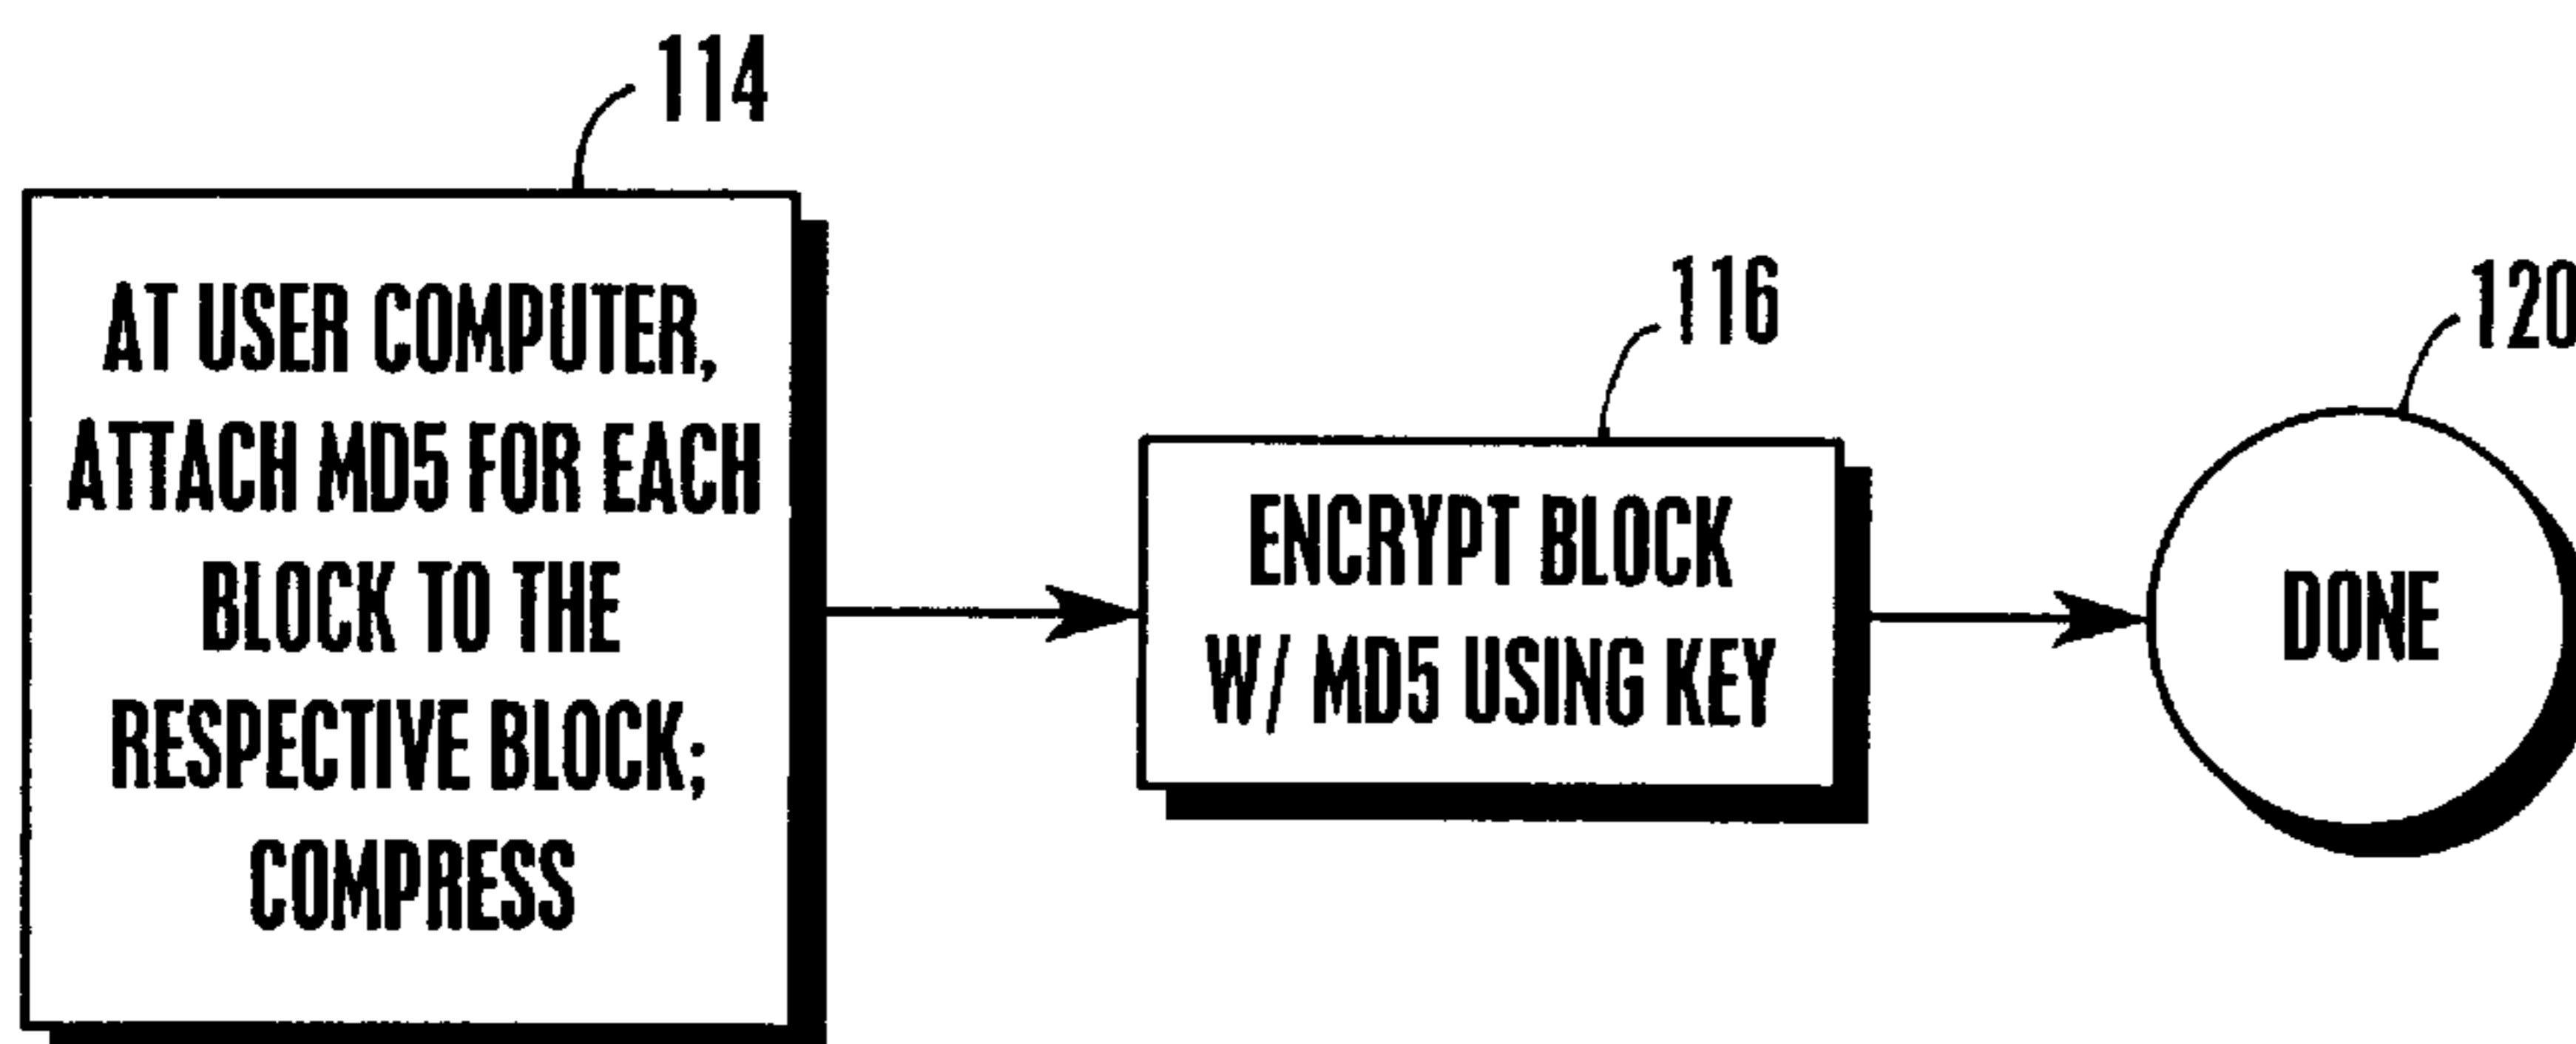 114
AT USER COMPUTER,
ATTACH MD5 FOR EACH
BLOCK TO THE
RESPECTIVE BLOCK;
COMPRESS
116
ENCRYPT BLOCK
W/ MD5 USING KEY
120
DONE